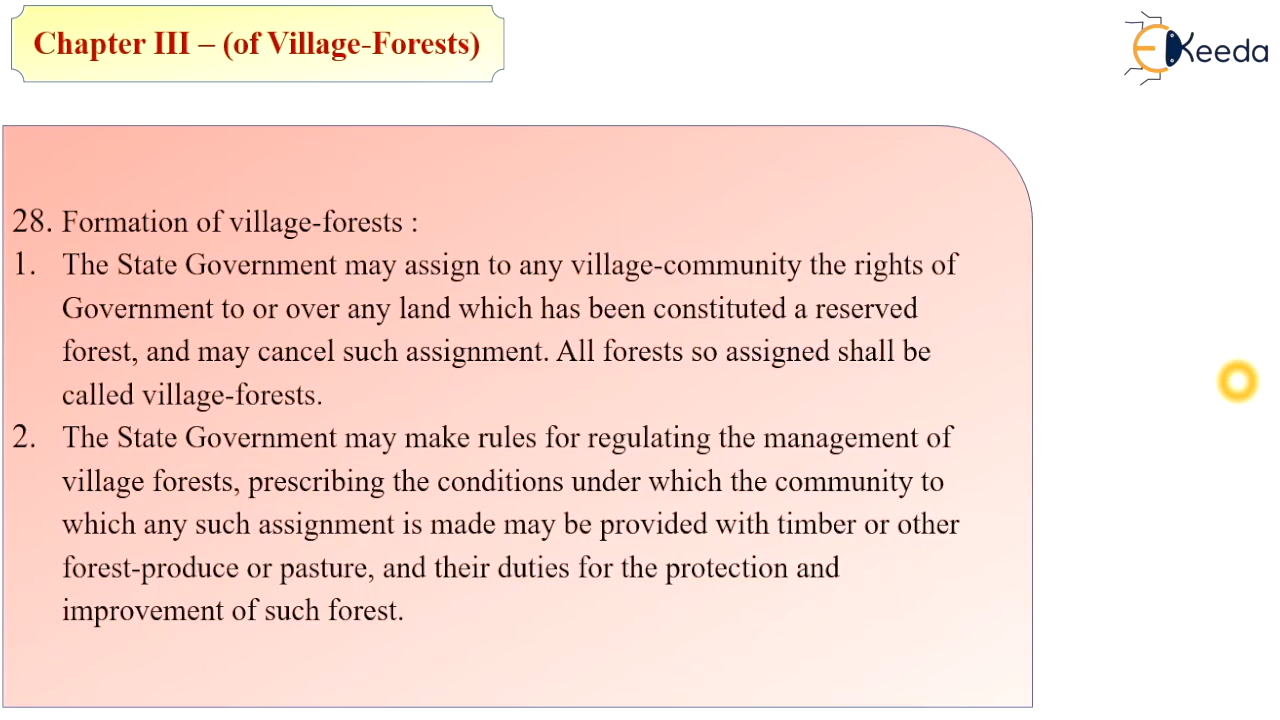 Chapter III – (of Village-Forests)
EKeeda
28. Formation of village-forests :
1. The State Government may assign to any village-community the rights of
Government to or over any land which has been constituted a reserved
forest, and may cancel such assignment. All forests so assigned shall be
called village-forests.
2. The State Government may make rules for regulating the management of
village forests, prescribing the conditions under which the community to
which any such assignment is made may be provided with timber or other
forest-produce or pasture, and their duties for the protection and
improvement of such forest.